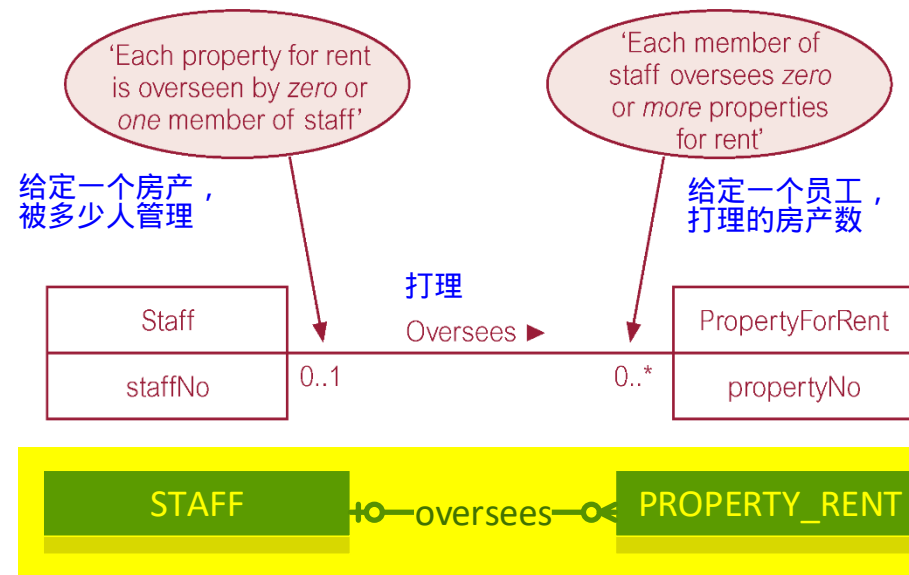 'Each property for rent
is overseen by zero or
one member of staff'
'Each member of
staff oversees zero
or more properties
for rent'
给定一个房产，
被多少人管理
给定一个员工，
打理的房产数
打理
Staff
Oversees ►
PropertyForRent
staffNo
0..1
0..*
propertyNo
STAFF
oversees
PROPERTY_RENT